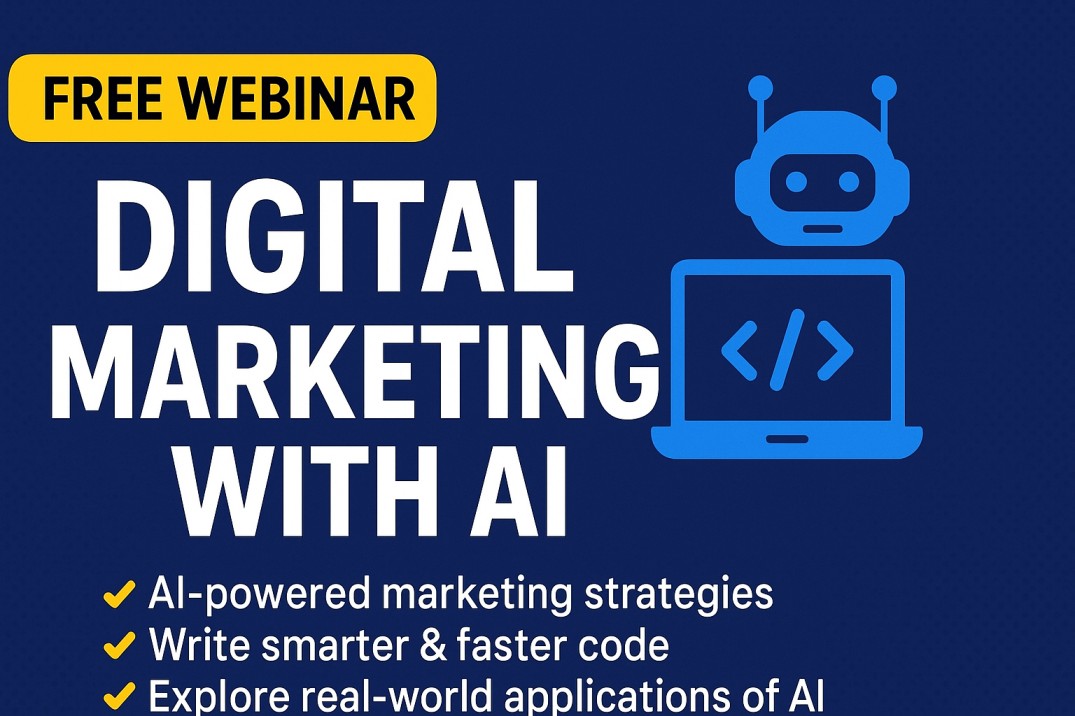 FREE WEBINAR
DIGITAL
MARKETING
WITH AI
</>
✔ AI-powered marketing strategies
✔ Write smarter & faster code
✔ Explore real-world applications of AI